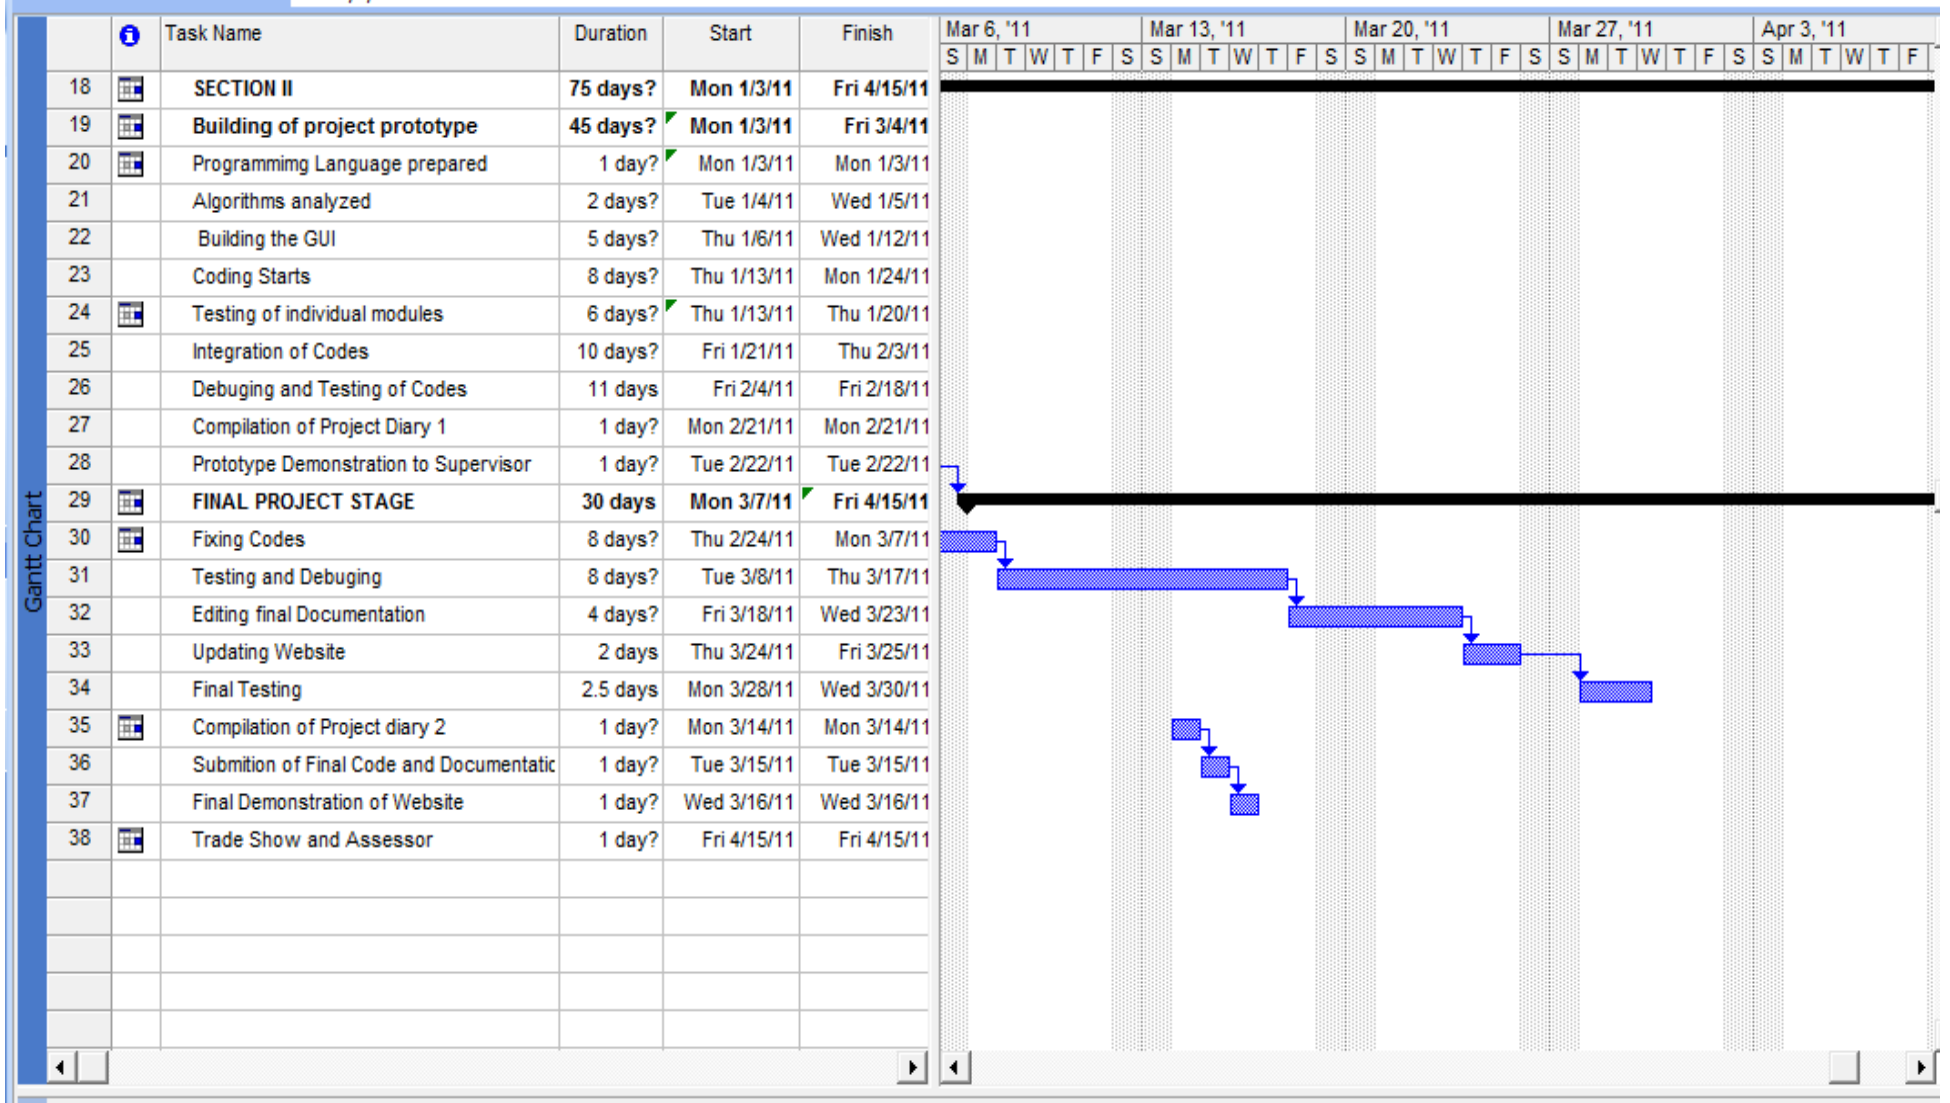 Task Name Duration Start Finish Mar 6, '11 Mar 13, '11 Mar 20, '11 Mar 27, '11 Apr 3, '11
S M T W T F S S M T W T F S S M T W T F S S M T W T F S S M T W T F
18 SECTION II 75 days? Mon 1/3/11 Fri 4/15/11
19 Building of project prototype 45 days? Mon 1/3/11 Fri 3/4/11
20 Programmimg Language prepared 1 day? Mon 1/3/11 Mon 1/3/11
21 Algorithms analyzed 2 days? Tue 1/4/11 Wed 1/5/11
22 Building the GUI 5 days? Thu 1/6/11 Wed 1/12/11
23 Coding Starts 8 days? Thu 1/13/11 Mon 1/24/11
24 Testing of individual modules 6 days? Thu 1/13/11 Thu 1/20/11
25 Integration of Codes 10 days? Fri 1/21/11 Thu 2/3/11
26 Debuging and Testing of Codes 11 days Fri 2/4/11 Fri 2/18/11
27 Compilation of Project Diary 1 1 day? Mon 2/21/11 Mon 2/21/11
28 Prototype Demonstration to Supervisor 1 day? Tue 2/22/11 Tue 2/22/11
29 FINAL PROJECT STAGE 30 days Mon 3/7/11 Fri 4/15/11
30 Fixing Codes 8 days? Thu 2/24/11 Mon 3/7/11
31 Testing and Debuging 8 days? Tue 3/8/11 Thu 3/17/11
32 Editing final Documentation 4 days? Fri 3/18/11 Wed 3/23/11
33 Updating Website 2 days Thu 3/24/11 Fri 3/25/11
34 Final Testing 2.5 days Mon 3/28/11 Wed 3/30/11
35 Compilation of Project diary 2 1 day? Mon 3/14/11 Mon 3/14/11
36 Submition of Final Code and Documentatic 1 day? Tue 3/15/11 Tue 3/15/11
37 Final Demonstration of Website 1 day? Wed 3/16/11 Wed 3/16/11
38 Trade Show and Assessor 1 day? Fri 4/15/11 Fri 4/15/11
Gantt Chart